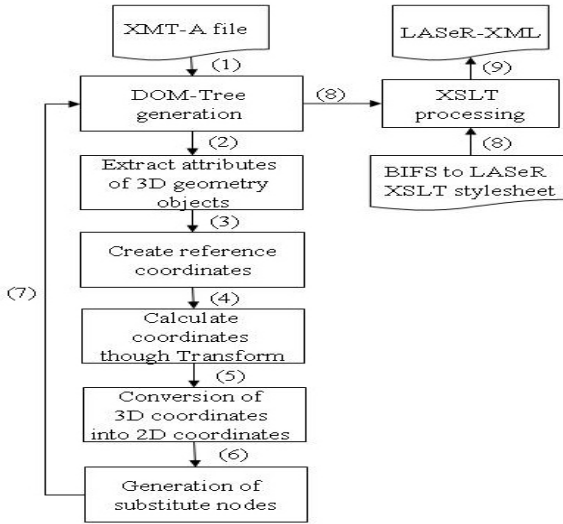 XMT-A file
(1)
DOM-Tree
generation
(2)
Extract attributes
of 3D geometry
objects
(3)
Create reference
coordinates
(4)
Calculate
coordinates
though Transform
(5)
Conversion of
3D coordinates
into 2D coordinates
(6)
Generation of
substitute nodes
(7)
(8)
LASeR-XML
(9)
XSLT
processing
(8)
BIFS to LASeR
XSLT stylesheet